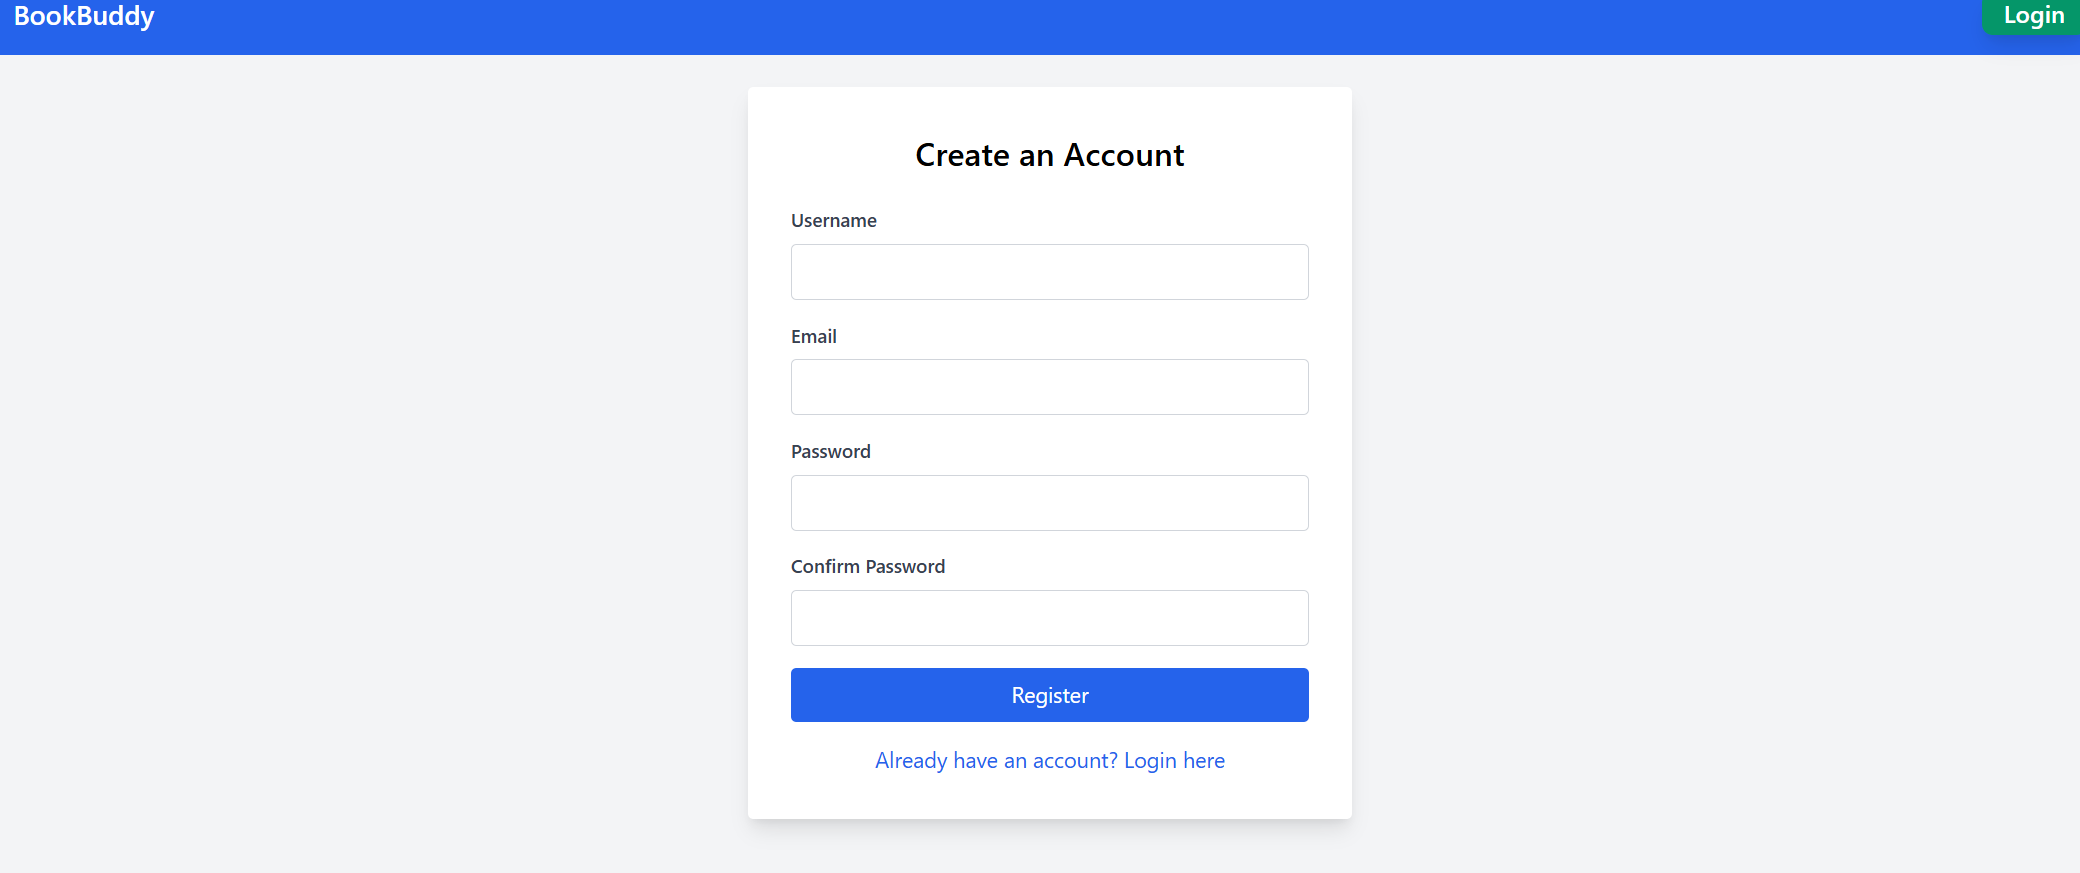 BookBuddy
Login
Create an Account
Username
Email
Password
Confirm Password
Register
Already have an account? Login here